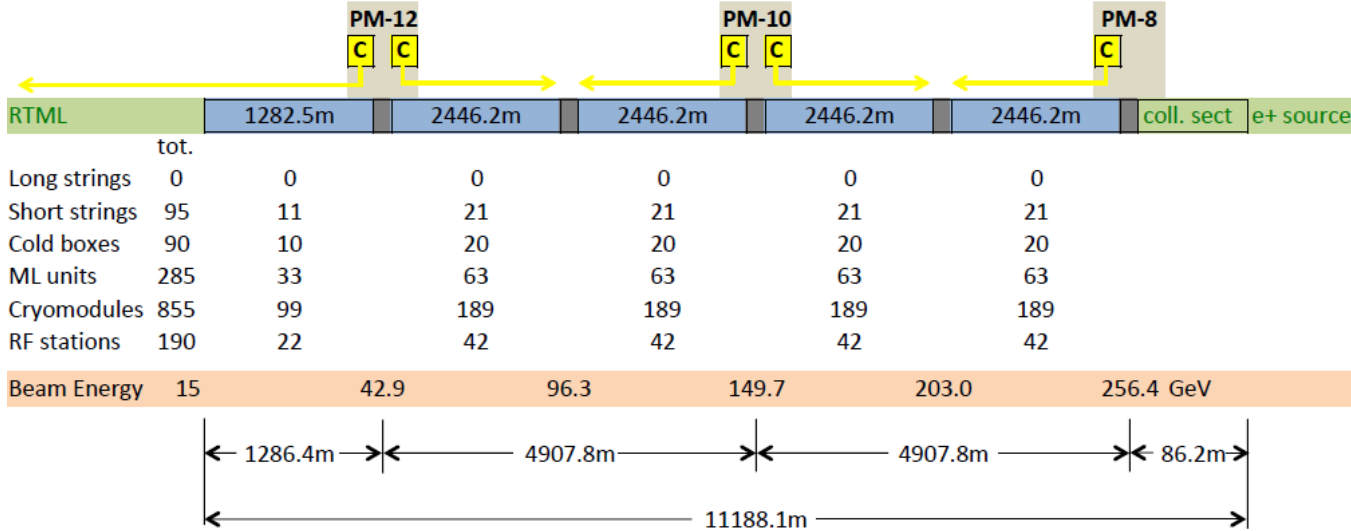 PM-12 PM-10 PM-8
C C C C C
RTML 1282.5m 2446.2m 2446.2m 2446.2m 2446.2m coll. sect e+ source
tot.
Long strings 0 0 0 0 0 0
Short strings 95 11 21 21 21 21
Cold boxes 90 10 20 20 20 20
ML units 285 33 63 63 63 63
Cryomodules 855 99 189 189 189 189
RF stations 190 22 42 42 42 42
Beam Energy 15 42.9 96.3 149.7 203.0 256.4 GeV
1286.4m 4907.8m 4907.8m 86.2m
11188.1m